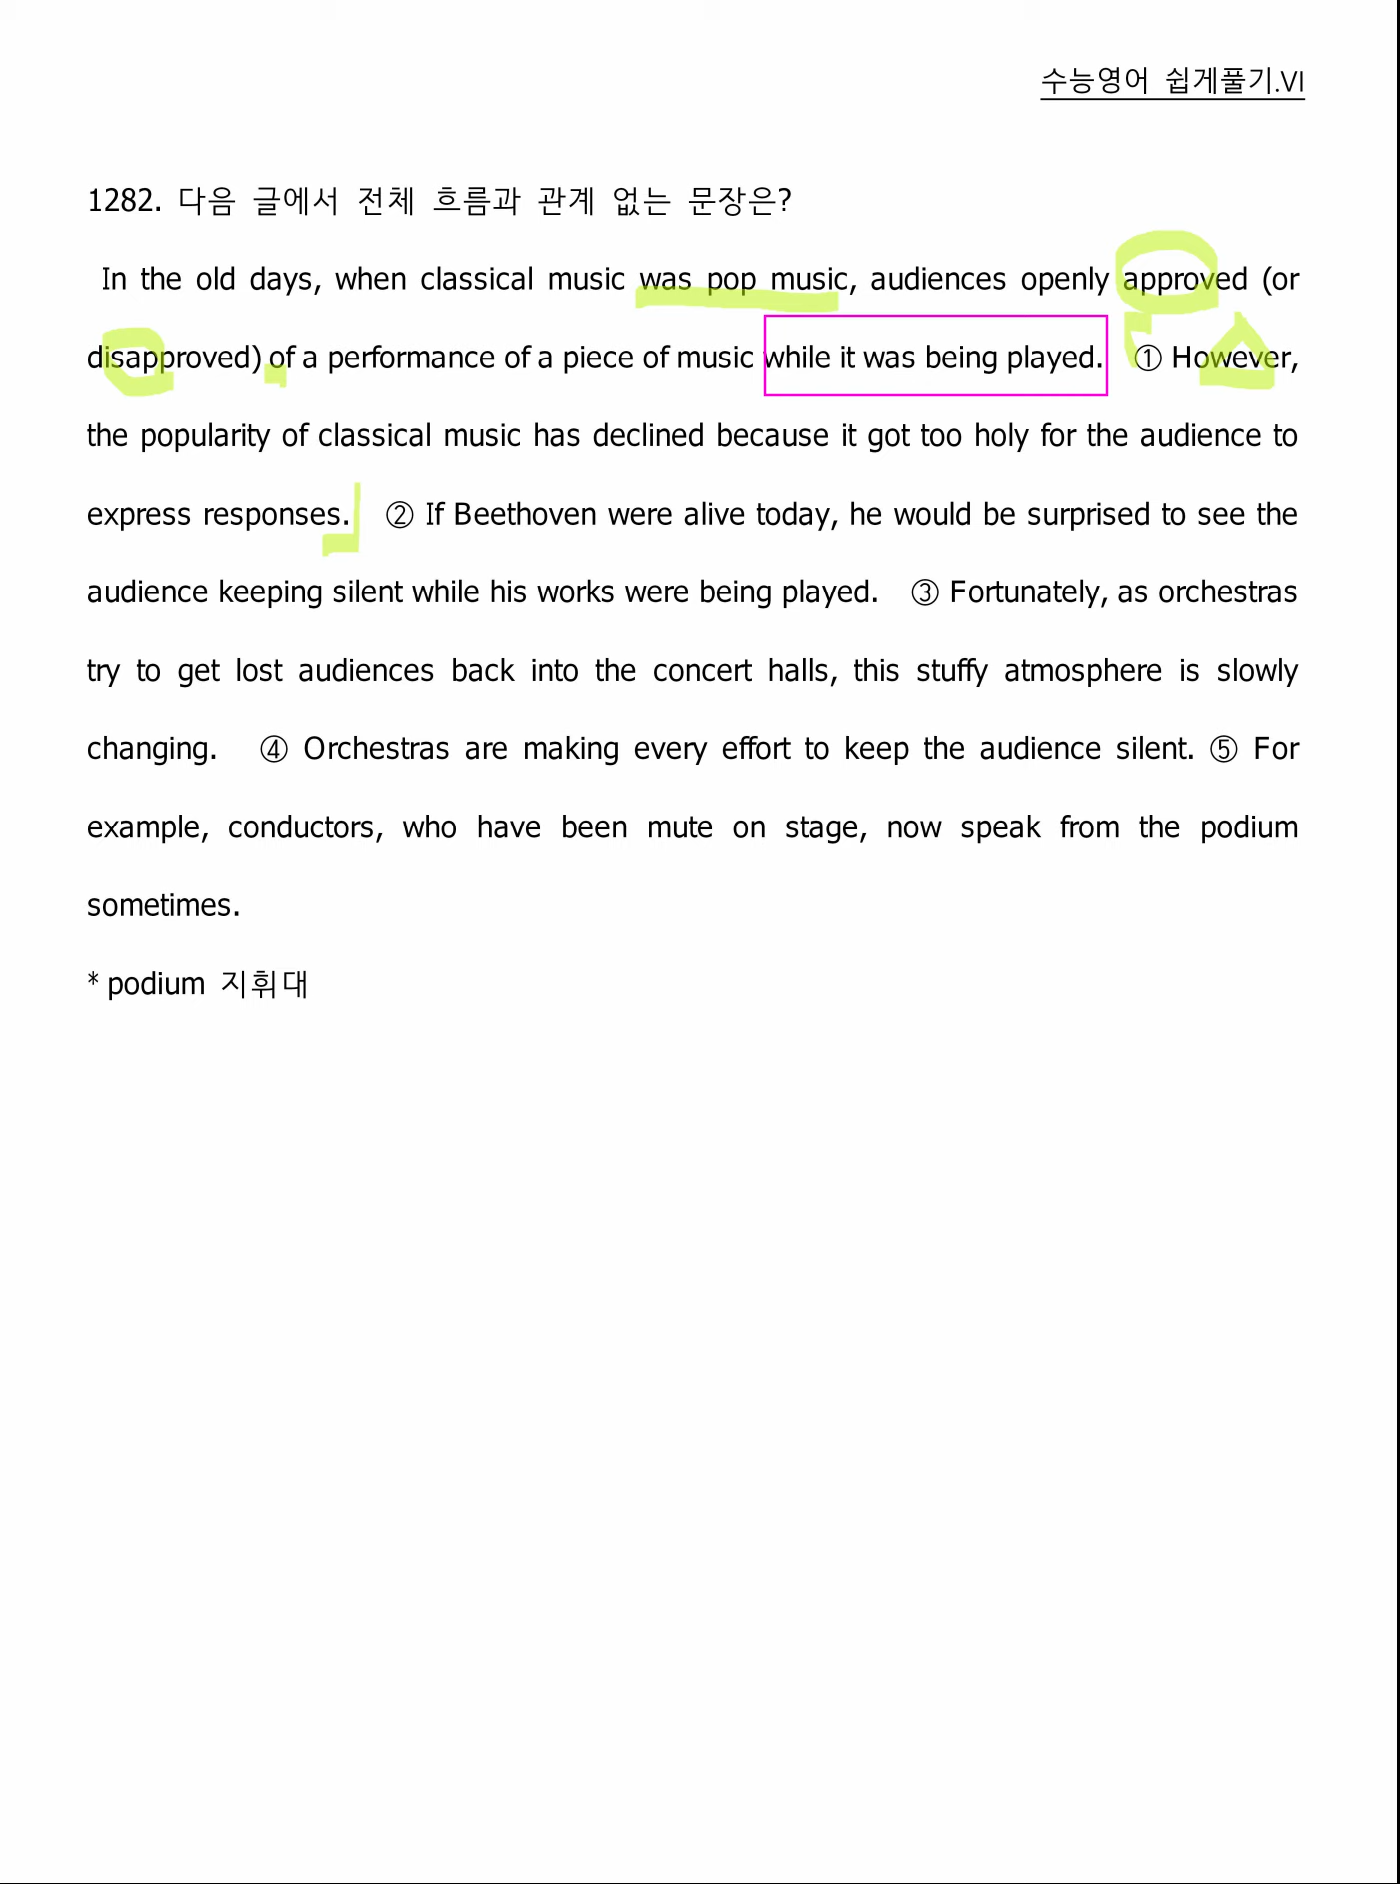 수능영어 쉽게풀기.VI
1282. 다음 글에서 전체 흐름과 관계 없는 문장은?
In the old days, when classical music was pop music, audiences openly approved (or
disapproved) of a performance of a piece of music while it was being played. ① However,
the popularity of classical music has declined because it got too holy for the audience to
express responses. ② If Beethoven were alive today, he would be surprised to see the
audience keeping silent while his works were being played. ③ Fortunately, as orchestras
try to get lost audiences back into the concert halls, this stuffy atmosphere is slowly
changing. ④ Orchestras are making every effort to keep the audience silent. ⑤ For
example, conductors, who have been mute on stage, now speak from the podium
sometimes.
* podium 지휘대